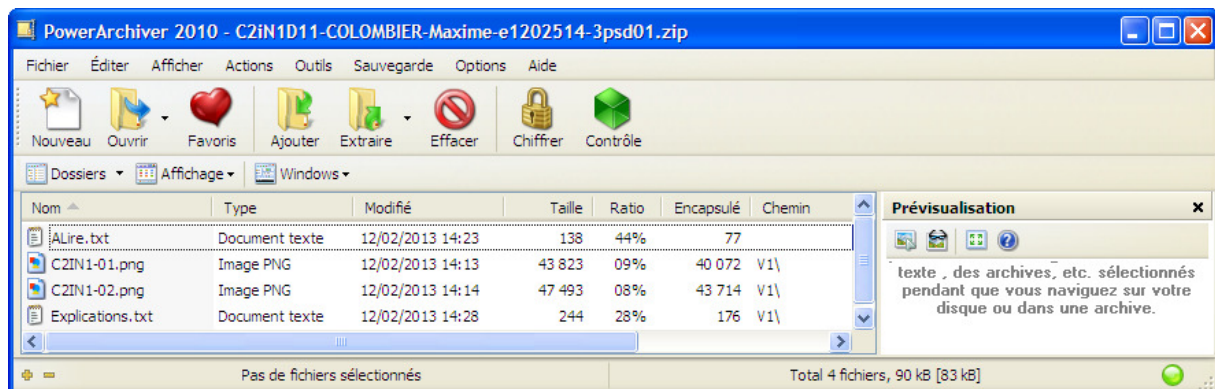 PowerArchiver 2010 - C2iN1D11-COLOMBIER-Maxime-e1202514-3psd01.zip
Fichier Éditer Afficher Actions Outils Sauvegarde Options Aide
Nouveau Ouvrir Favoris Ajouter Extraire Effacer Chiffrer Contrôle
Dossiers Affichage Windows
Nom Type Modifié Taille Ratio Encapsulé Chemin
ALire.txt Document texte 12/02/2013 14:23 138 44% 77
C2IN1-01.png Image PNG 12/02/2013 14:13 43 823 09% 40 072 V1\
C2IN1-02.png Image PNG 12/02/2013 14:14 47 493 08% 43 714 V1\
Explications.txt Document texte 12/02/2013 14:28 244 28% 176 V1\
Prévisualisation
texte , des archives, etc. sélectionnés
pendant que vous naviguez sur votre
disque ou dans une archive.
Pas de fichiers sélectionnés
Total 4 fichiers, 90 kB [83 kB]